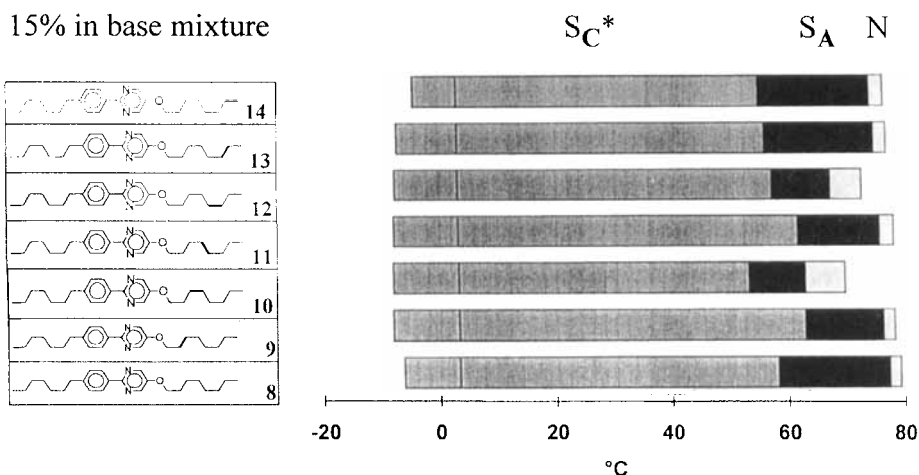 15% in base mixture
S_C* S_A N
N N O 14
N N O 13
N N O 12
N N O 11
N N O 10
N N O 9
N N O 8
-20 0 20 40 60 80
°C